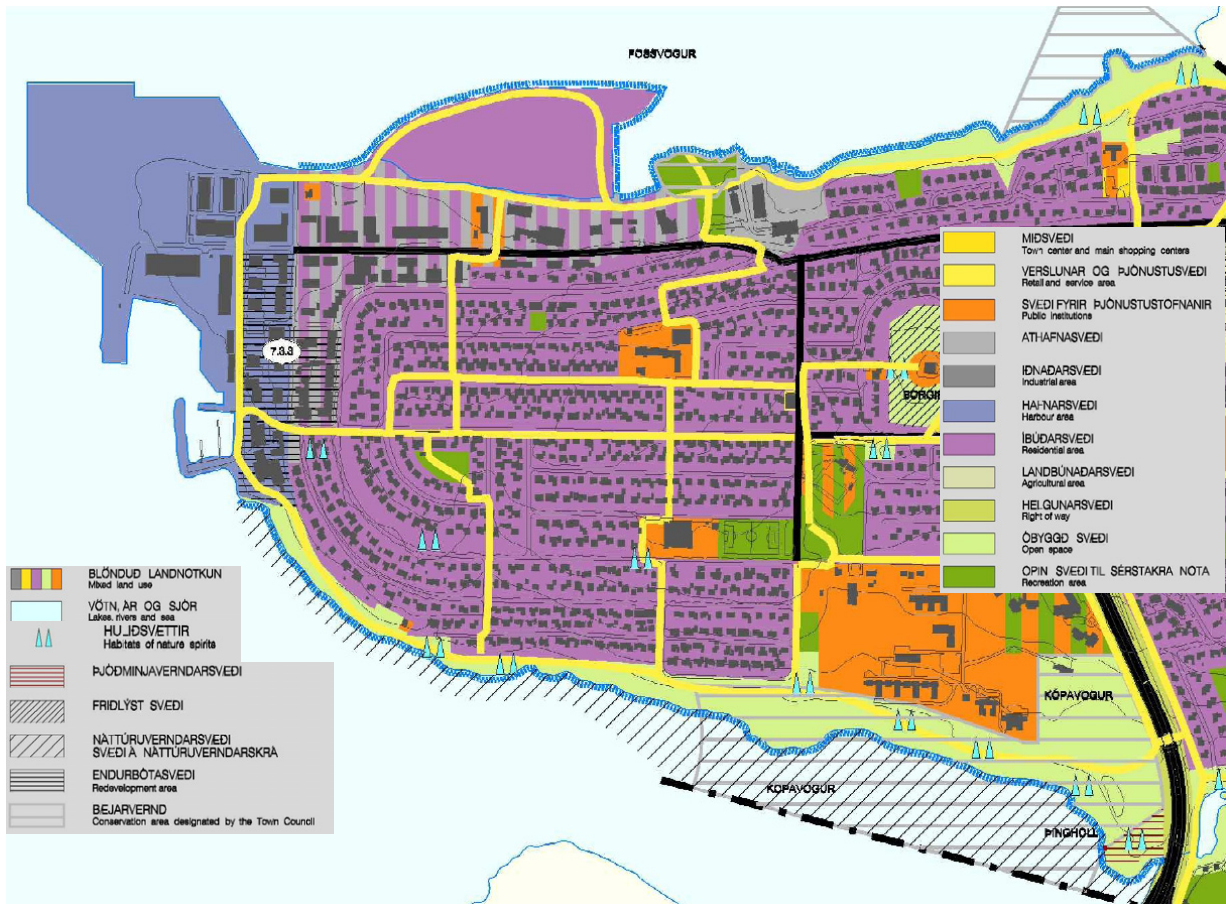 FOSSVOGUR
7.3.3
MIÐSVÆÐI
Town center and main shopping centers
VERSLUNAR OG ÞJÓNUSTUSVÆÐI
Retail and service area
SVÆÐI FYRIR ÞJÓNUSTUSTOFNANIR
Public institutions
ATHAFNASVÆÐI
IÐNAÐARSVÆÐI
Industrial area
HAFNARSVÆÐI
Harbour area
ÍBÚÐARSVÆÐI
Residential area
LANDBÚNAÐARSVÆÐI
Agricultural area
HELGUNARSVÆÐI
Right of way
ÓBYGGÐ SVÆÐI
Open space
OPIN SVÆÐI TIL SÉRSTAKRA NOTA
Recreation area
BLÖNDUÐ LANDNOTKUN
Mixed land use
VÖTN, ÁR OG SJÓR
Lakes, rivers and sea
HULIÐSVÆTTIR
Habitats of nature spirits
ÞJÓÐMINJAVERNDARSVÆÐI
FRIÐLÝST SVÆÐI
NÁTTÚRUVERNDARSVÆÐI
SVÆÐI Á NÁTTÚRUVERNDARSKRÁ
ENDURBÓTASVÆÐI
Redevelopment area
BÆJARVERND
Conservation area designated by the Town Council
KÓPAVOGUR
KÓPAVOGUR
ÞINGHÓLL